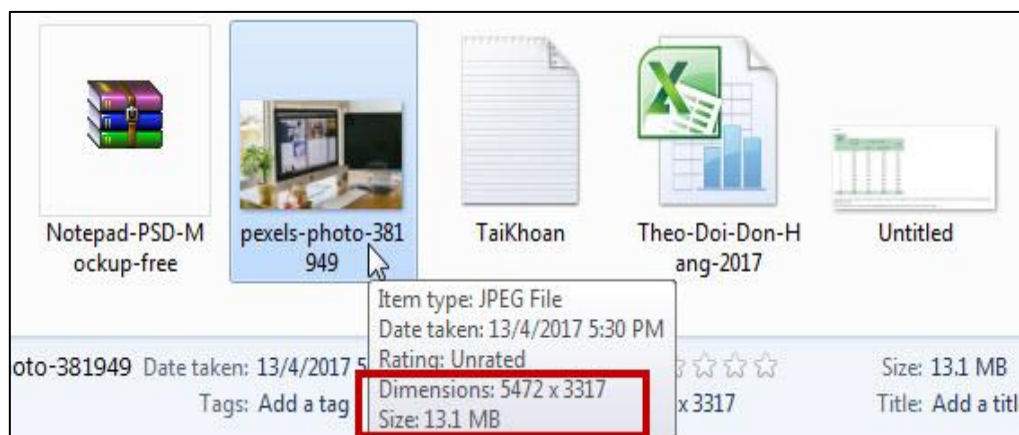 Notepad-PSD-M
ockup-free
pexels-photo-381
949
TaiKhoan
Theo-Doi-Don-H
ang-2017
Untitled
Item type: JPEG File
Date taken: 13/4/2017 5:30 PM
Rating: Unrated
Dimensions: 5472 x 3317
Size: 13.1 MB
oto-381949 Date taken: 13/4/2017 5
Size: 13.1 MB
Tags: Add a tag
x 3317
Title: Add a titl